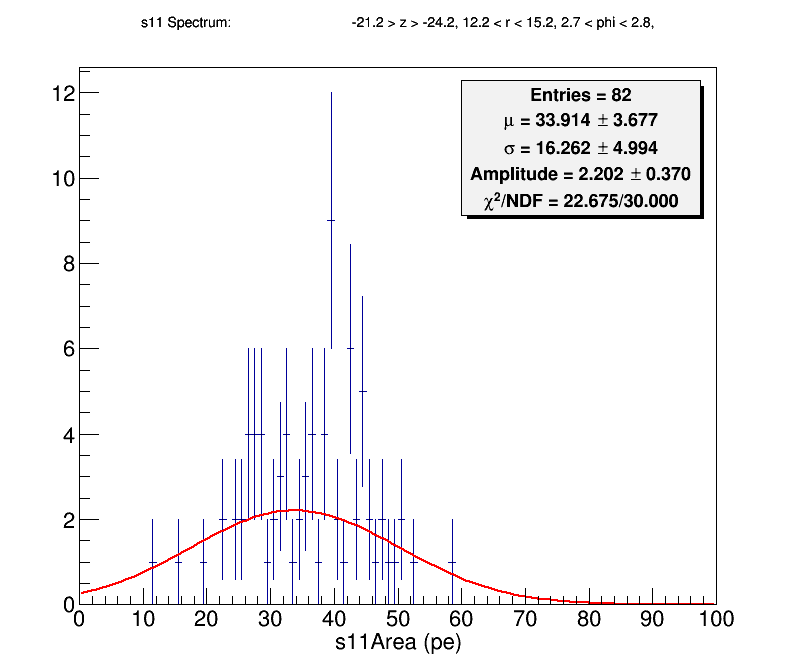 s11 Spectrum: -21.2 > z > -24.2, 12.2 < r < 15.2, 2.7 < phi < 2.8,
Entries = 82
μ = 33.914 ± 3.677
σ = 16.262 ± 4.994
Amplitude = 2.202 ± 0.370
χ²/NDF = 22.675/30.000
12
10
8
6
4
2
0
0 10 20 30 40 50 60 70 80 90 100
s11Area (pe)